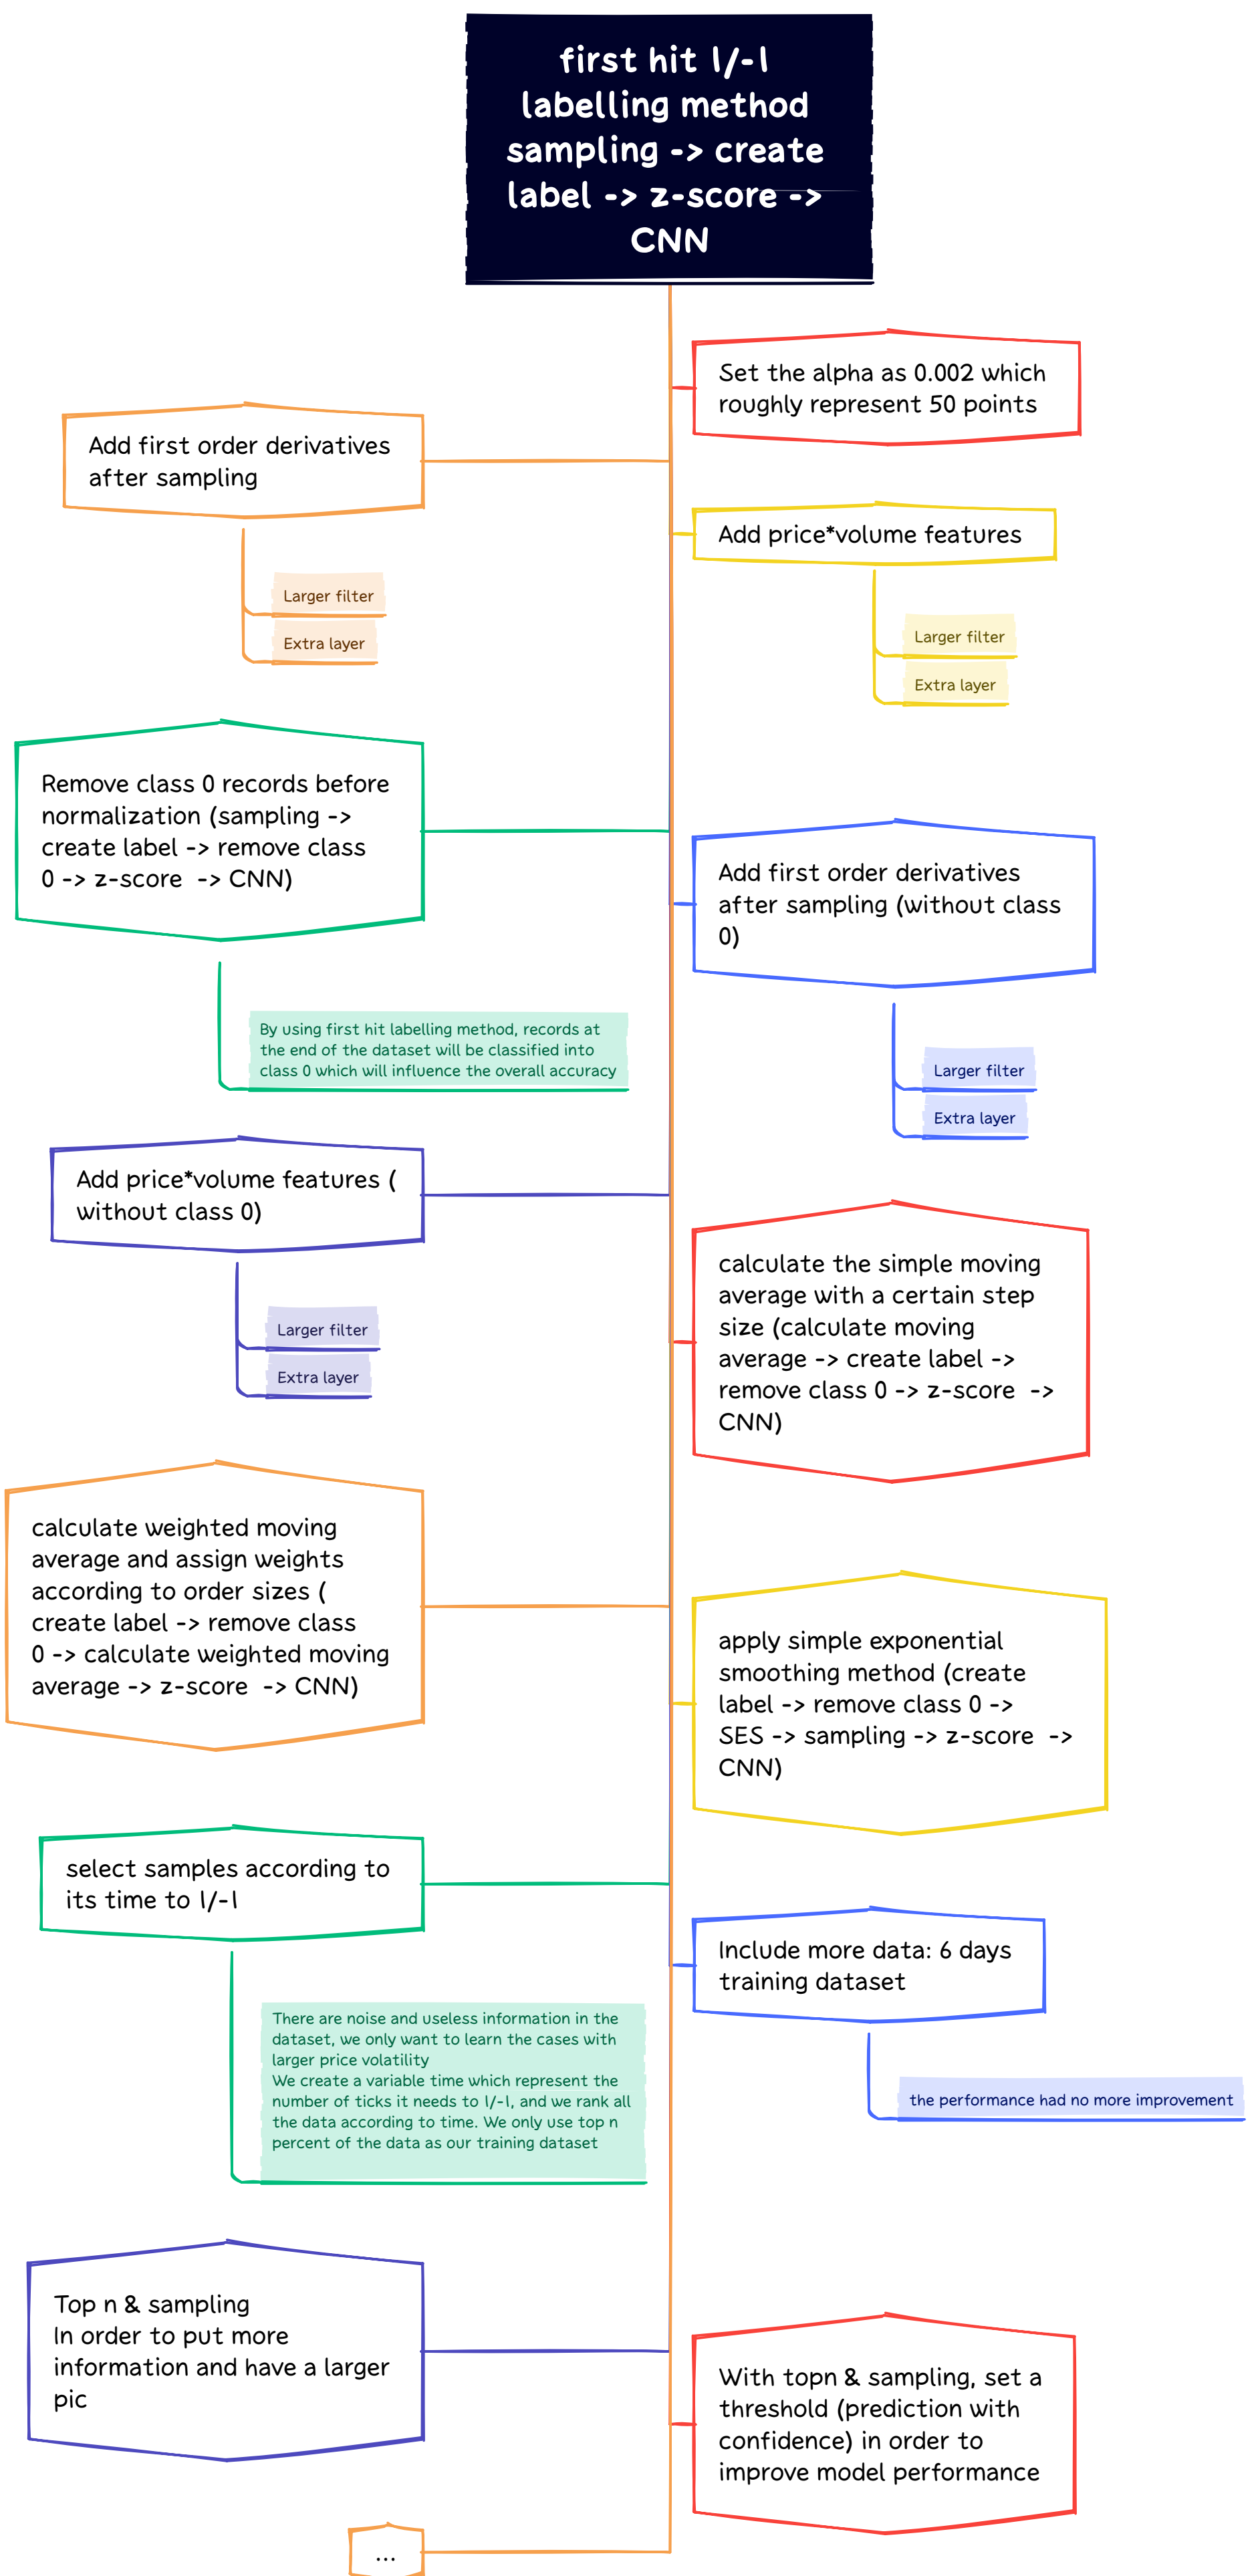 first hit 1/-1
labelling method
sampling -> create
label -> z-score ->
CNN
Set the alpha as 0.002 which
roughly represent 50 points
Add first order derivatives
after sampling
Larger filter
Extra layer
Add price*volume features
Larger filter
Extra layer
Remove class 0 records before
normalization (sampling ->
create label -> remove class
0 -> z-score -> CNN)
By using first hit labelling method, records at
the end of the dataset will be classified into
class 0 which will influence the overall accuracy
Add first order derivatives
after sampling (without class
0)
Larger filter
Extra layer
Add price*volume features (
without class 0)
Larger filter
Extra layer
calculate the simple moving
average with a certain step
size (calculate moving
average -> create label ->
remove class 0 -> z-score ->
CNN)
calculate weighted moving
average and assign weights
according to order sizes (
create label -> remove class
0 -> calculate weighted moving
average -> z-score -> CNN)
apply simple exponential
smoothing method (create
label -> remove class 0 ->
SES -> sampling -> z-score ->
CNN)
select samples according to
its time to 1/-1
There are noise and useless information in the
dataset, we only want to learn the cases with
larger price volatility
We create a variable time which represent the
number of ticks it needs to 1/-1, and we rank all
the data according to time. We only use top n
percent of the data as our training dataset
Include more data: 6 days
training dataset
the performance had no more improvement
Top n & sampling
In order to put more
information and have a larger
pic
With topn & sampling, set a
threshold (prediction with
confidence) in order to
improve model performance
...